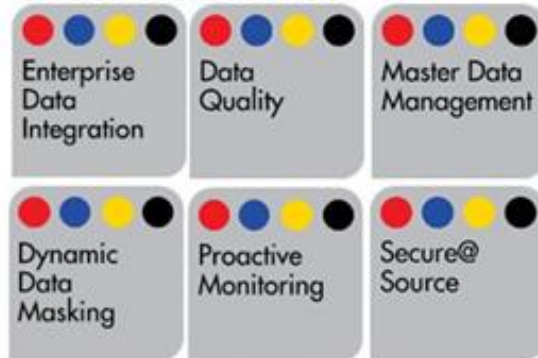 Enterprise
Data
Integration
Data
Quality
Master Data
Management
Dynamic
Data
Masking
Proactive
Monitoring
Secure@
Source